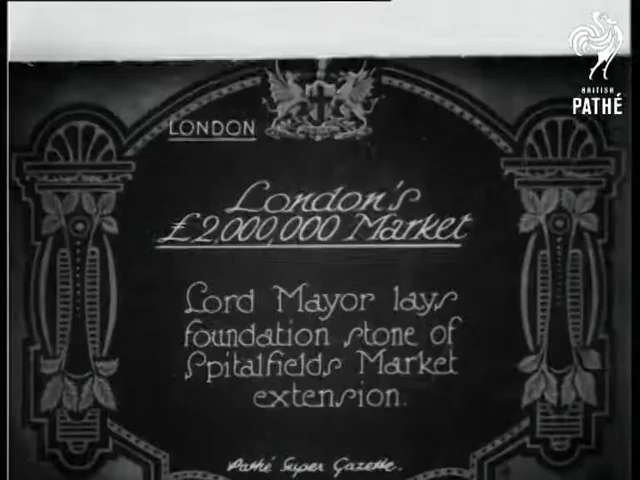 BRITISH
PATHÉ
LONDON
London's
£2,000,000 Market
Lord Mayor lays
foundation stone of
Spitalfields Market
extension.
Pathé Super Gazette.